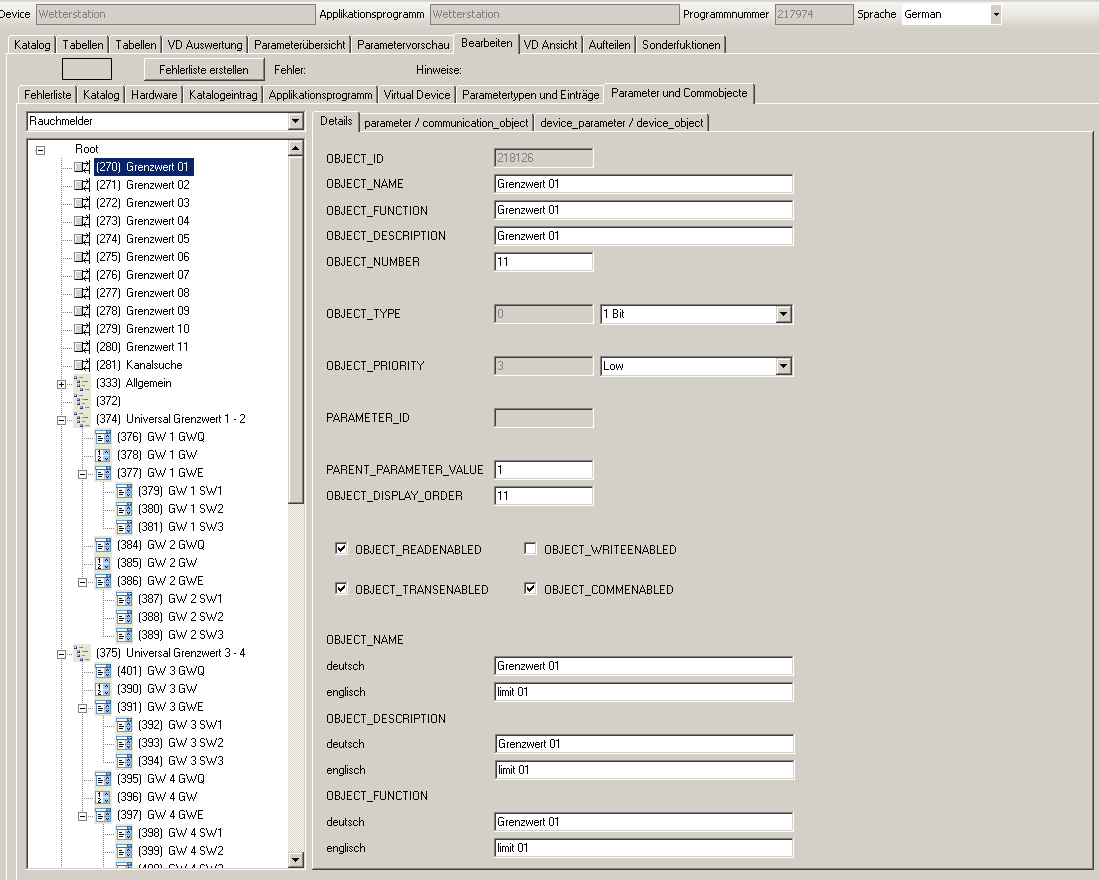 Device Wetterstation Applikationsprogramm Wetterstation Programmnummer 217974 Sprache German
Katalog Tabellen Tabellen VD Auswertung Parameterübersicht Parametervorschau Bearbeiten VD Ansicht Aufteilen Sonderfuktionen
Fehlerliste erstellen Fehler: Hinweise:
Fehlerliste Katalog Hardware Katalogeintrag Applikationsprogramm Virtual Device Parametertypen und Einträge Parameter und Commobjecte
Rauchmelder
Root
(270) Grenzwert 01
(271) Grenzwert 02
(272) Grenzwert 03
(273) Grenzwert 04
(274) Grenzwert 05
(275) Grenzwert 06
(276) Grenzwert 07
(277) Grenzwert 08
(278) Grenzwert 09
(279) Grenzwert 10
(280) Grenzwert 11
(281) Kanalsuche
(333) Allgemein
(372)
(374) Universal Grenzwert 1 - 2
(376) GW 1 GWQ
(378) GW 1 GW
(377) GW 1 GWE
(379) GW 1 SW1
(380) GW 1 SW2
(381) GW 1 SW3
(384) GW 2 GWQ
(385) GW 2 GW
(386) GW 2 GWE
(387) GW 2 SW1
(388) GW 2 SW2
(389) GW 2 SW3
(375) Universal Grenzwert 3 - 4
(401) GW 3 GWQ
(390) GW 3 GW
(391) GW 3 GWE
(392) GW 3 SW1
(393) GW 3 SW2
(394) GW 3 SW3
(395) GW 4 GWQ
(396) GW 4 GW
(397) GW 4 GWE
(398) GW 4 SW1
(399) GW 4 SW2
Details parameter / communication_object device_parameter / device_object
OBJECT_ID 218126
OBJECT_NAME Grenzwert 01
OBJECT_FUNCTION Grenzwert 01
OBJECT_DESCRIPTION Grenzwert 01
OBJECT_NUMBER 11
OBJECT_TYPE 0 1 Bit
OBJECT_PRIORITY 3 Low
PARAMETER_ID
PARENT_PARAMETER_VALUE 1
OBJECT_DISPLAY_ORDER 11
OBJECT_READENABLED OBJECT_WRITEENABLED
OBJECT_TRANSENABLED OBJECT_COMMENABLED
OBJECT_NAME
deutsch Grenzwert 01
englisch limit 01
OBJECT_DESCRIPTION
deutsch Grenzwert 01
englisch limit 01
OBJECT_FUNCTION
deutsch Grenzwert 01
englisch limit 01